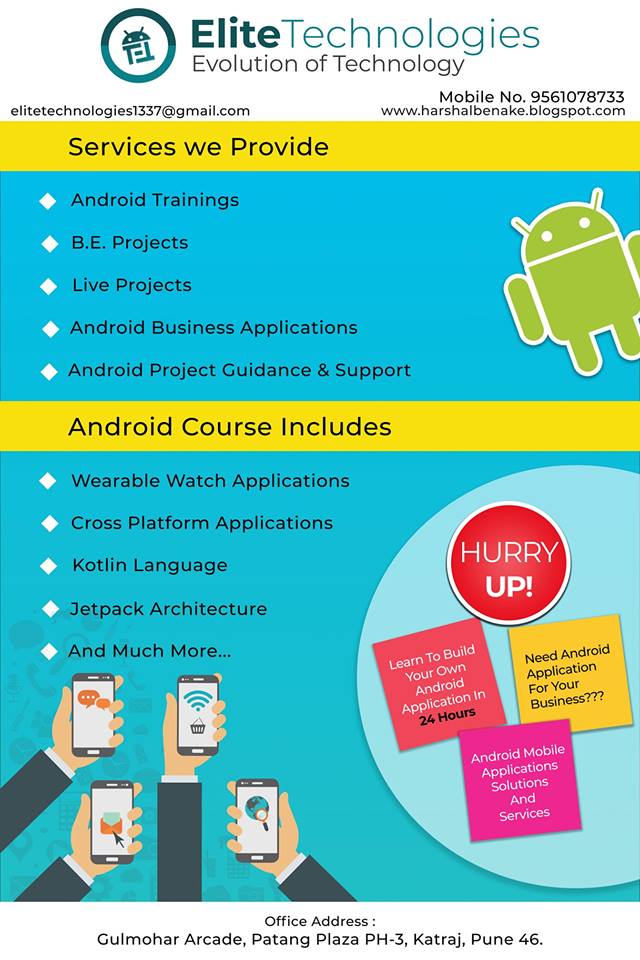 EliteTechnologies
Evolution of Technology
Mobile No. 9561078733
elitetechnologies1337@gmail.com
www.harshalbenake.blogspot.com
Services we Provide
Android Trainings
B.E. Projects
Live Projects
Android Business Applications
Android Project Guidance & Support
Android Course Includes
Wearable Watch Applications
Cross Platform Applications
Kotlin Language
Jetpack Architecture
And Much More...
HURRY
UP!
Learn To Build
Your Own
Android
Application In
24 Hours
Need Android
Application
For Your
Business???
Android Mobile
Applications
Solutions
And
Services
Office Address :
Gulmohar Arcade, Patang Plaza PH-3, Katraj, Pune 46.